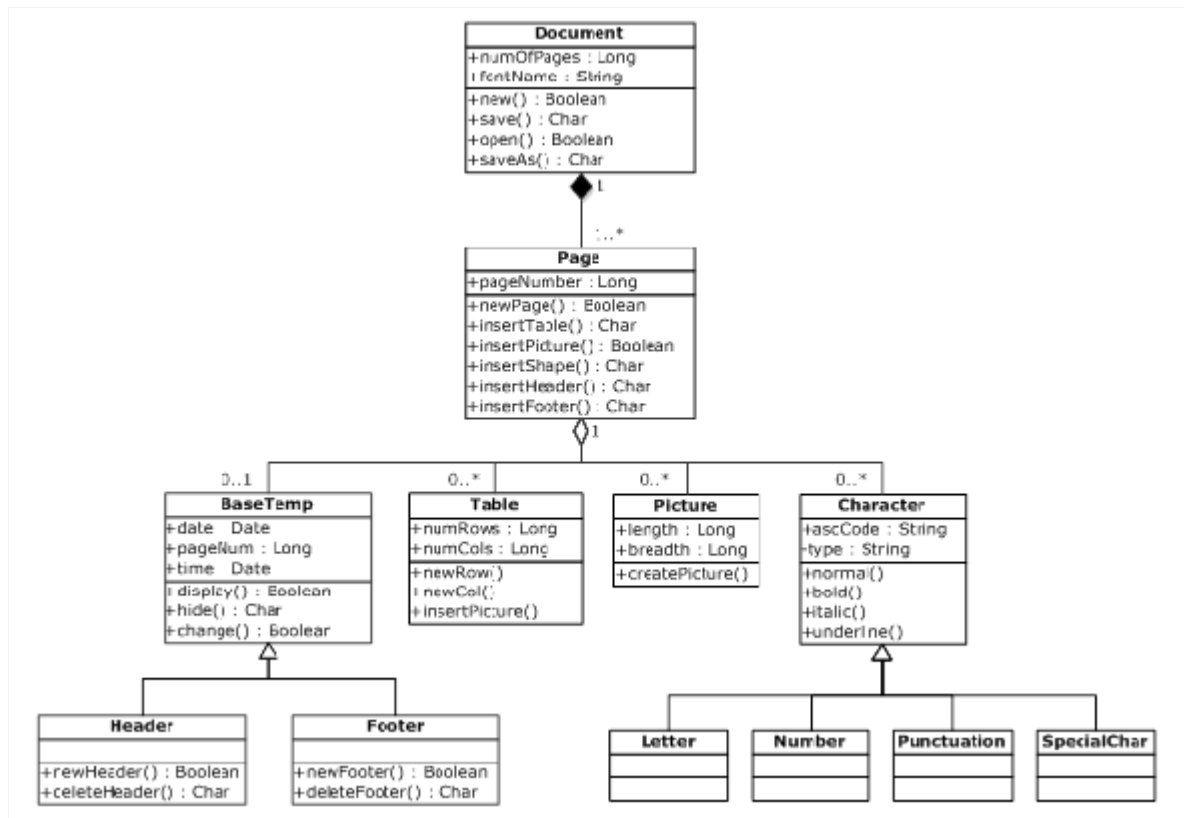 Document
+numOfPages : Long
+fontName : String
+new() : Boolean
+save() : Char
+open() : Boolean
+saveAs() : Char
1
1..*
Page
+pageNumber : Long
+newPage() : Boolean
+insertTable() : Char
+insertPicture() : Boolean
+insertShape() : Char
+insertHeader() : Char
+insertFooter() : Char
1
0..1
0..*
0..*
0..*
BaseTemp
+date Date
+pageNum : Long
+time Date
+display() : Boolean
+hide() : Char
+change() : Boolean
Table
+numRows : Long
+numCols : Long
+newRow()
+newCol()
+insertPicture()
Picture
+length : Long
+breadth : Long
+createPicture()
Character
+ascCode : String
-type : String
+normal()
+bold()
+italic()
+underline()
Header
+newHeader() : Boolean
+deleteHeader() : Char
Footer
+newFooter() : Boolean
+deleteFooter() : Char
Letter
Number
Punctuation
SpecialChar